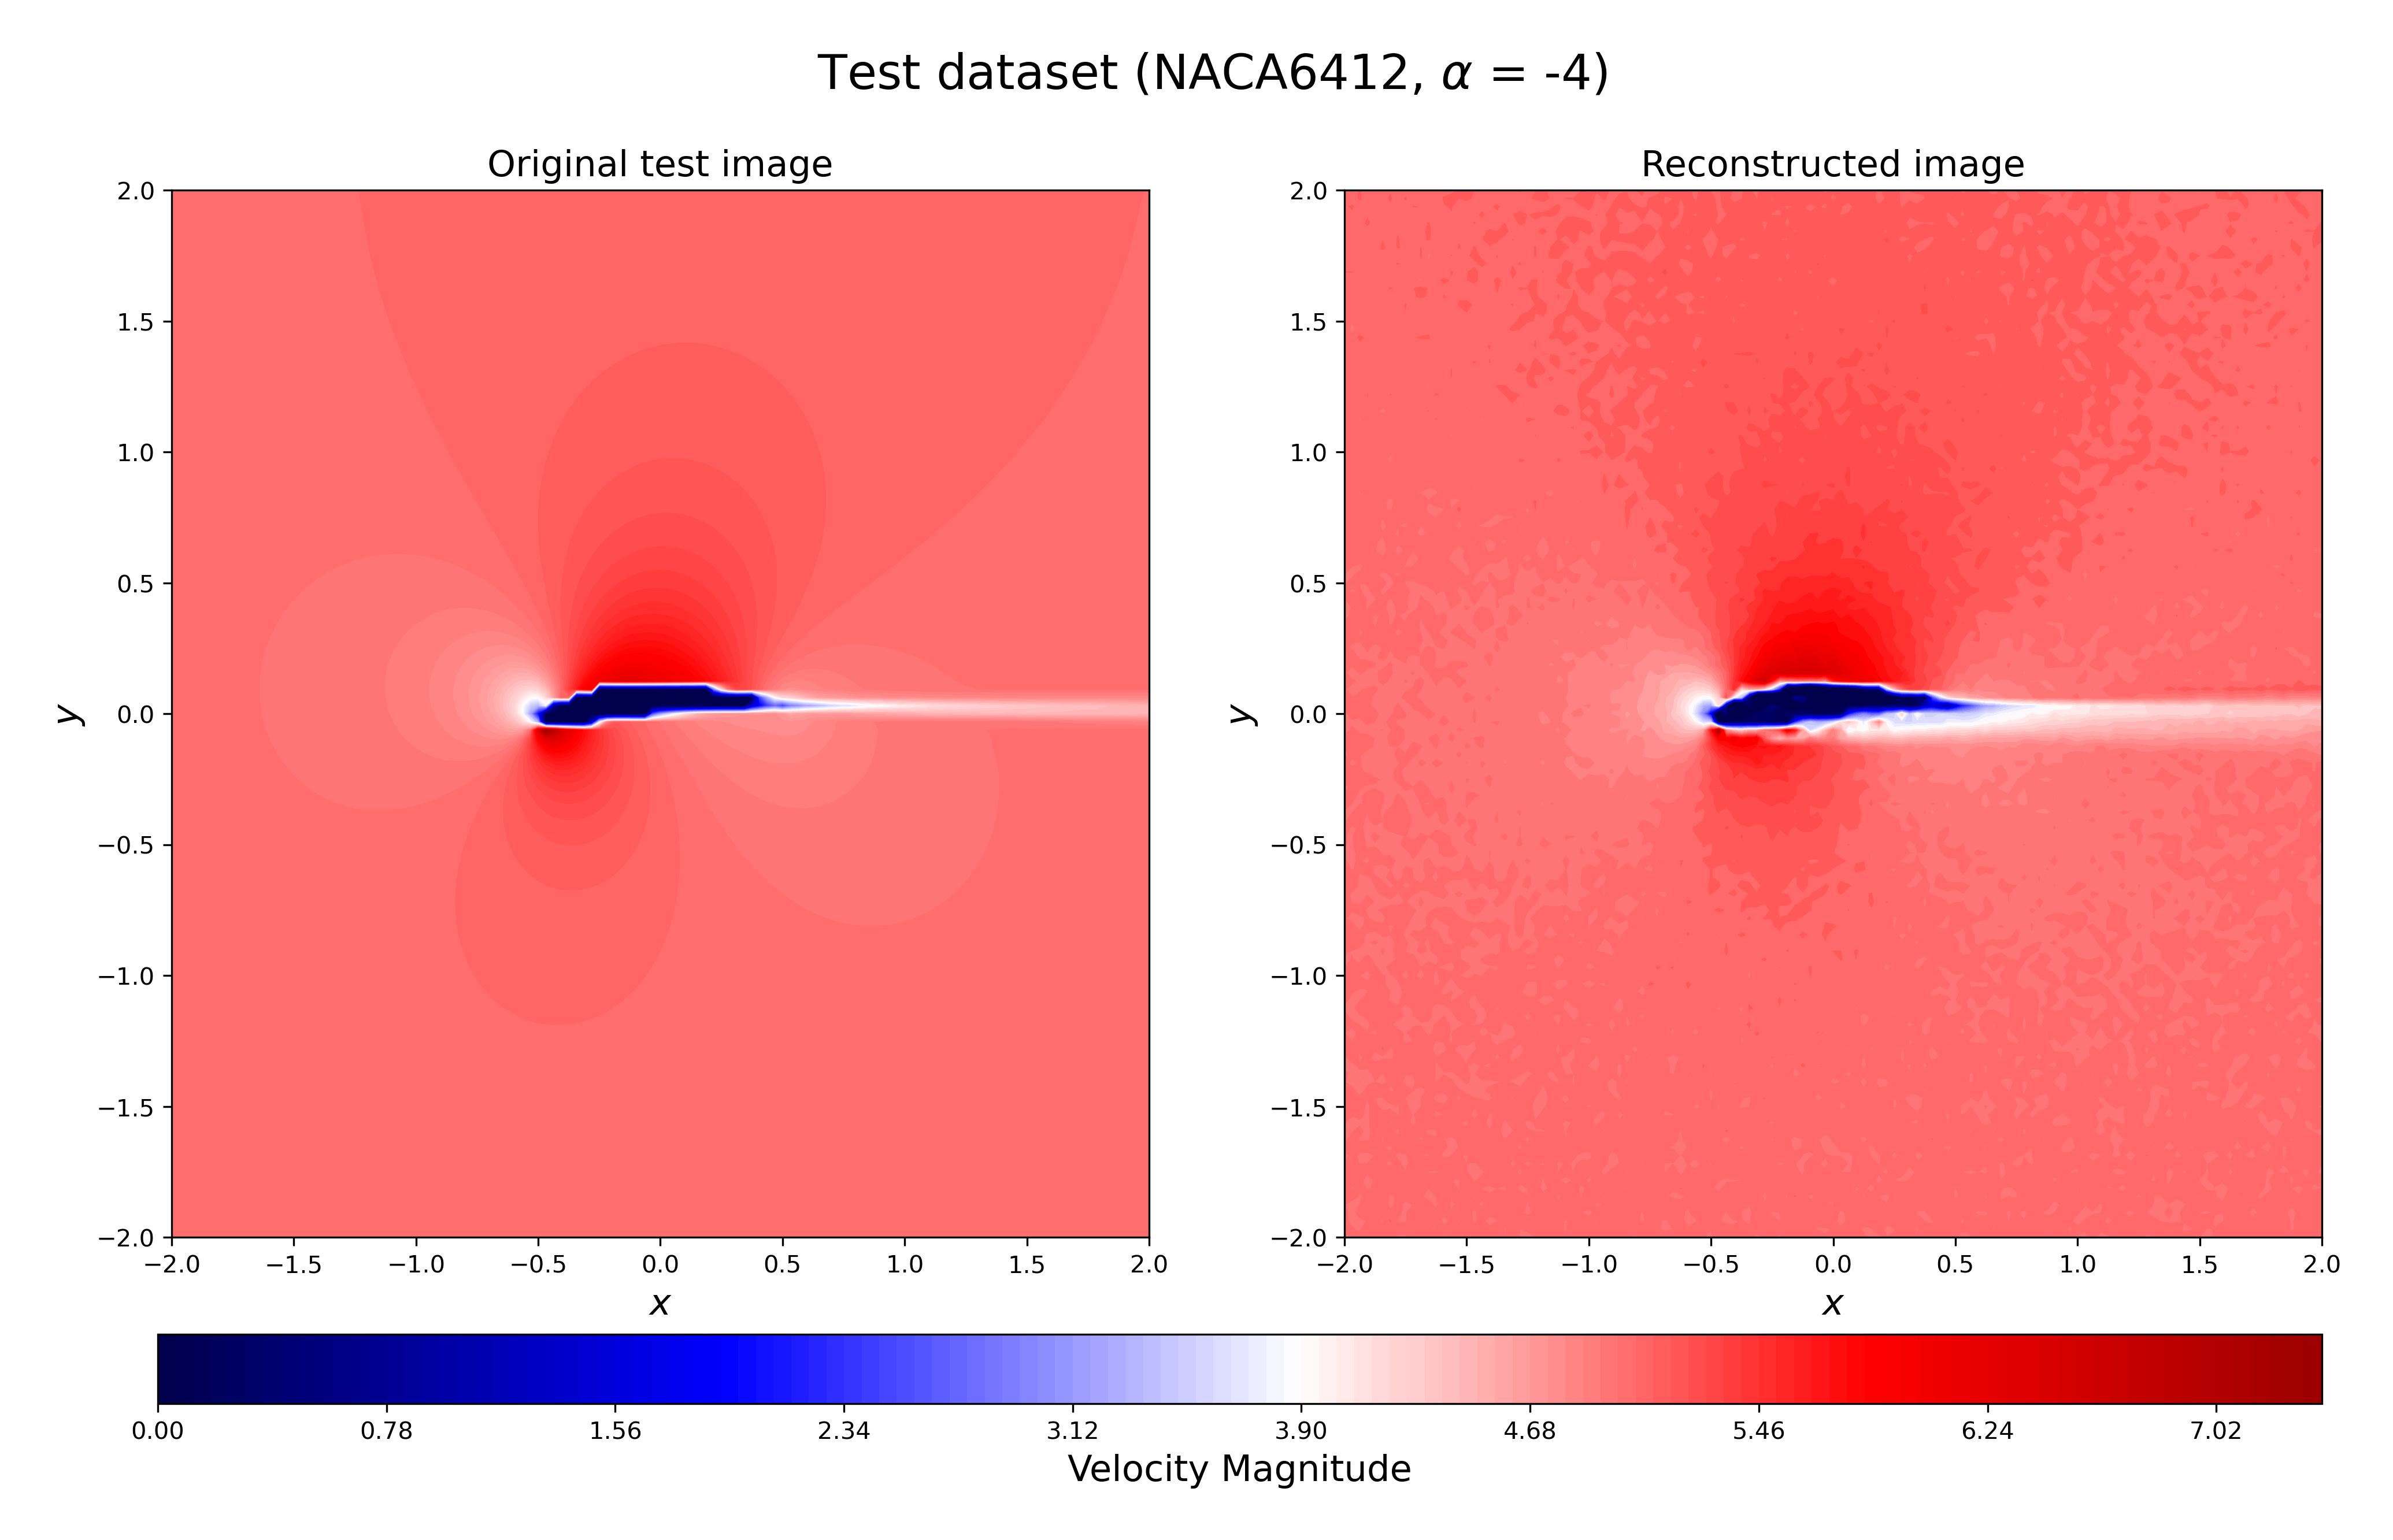 Test dataset (NACA6412, α = -4)
Original test image
Reconstructed image
2.0
1.5
1.0
0.5
0.0
−0.5
−1.0
−1.5
−2.0
y
−2.0 −1.5 −1.0 −0.5 0.0 0.5 1.0 1.5 2.0
x
2.0
1.5
1.0
0.5
0.0
−0.5
−1.0
−1.5
−2.0
y
−2.0 −1.5 −1.0 −0.5 0.0 0.5 1.0 1.5 2.0
x
0.00 0.78 1.56 2.34 3.12 3.90 4.68 5.46 6.24 7.02
Velocity Magnitude